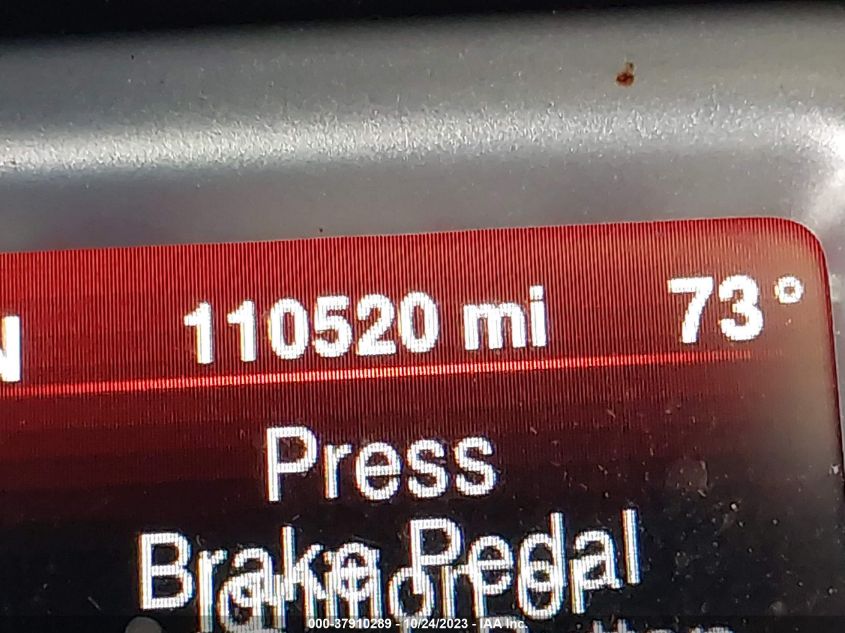 N 110520 mi 73°
Press
Brake Pedal
000-37910289 - 10/24/2023 - IAA Inc.